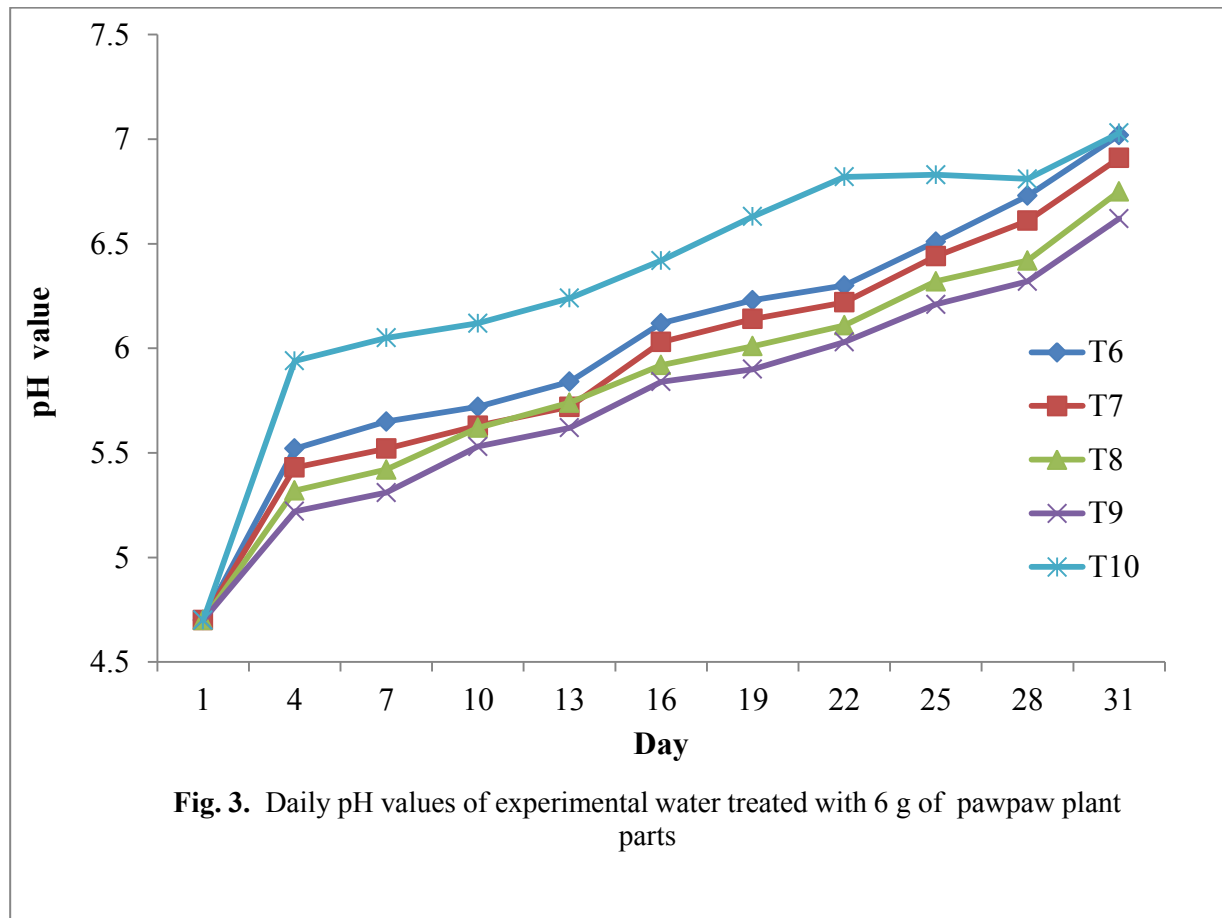 7.5
7
6.5
6
5.5
5
4.5
pH value
1 4 7 10 13 16 19 22 25 28 31
Day
T6
T7
T8
T9
T10
Fig. 3. Daily pH values of experimental water treated with 6 g of pawpaw plant
parts